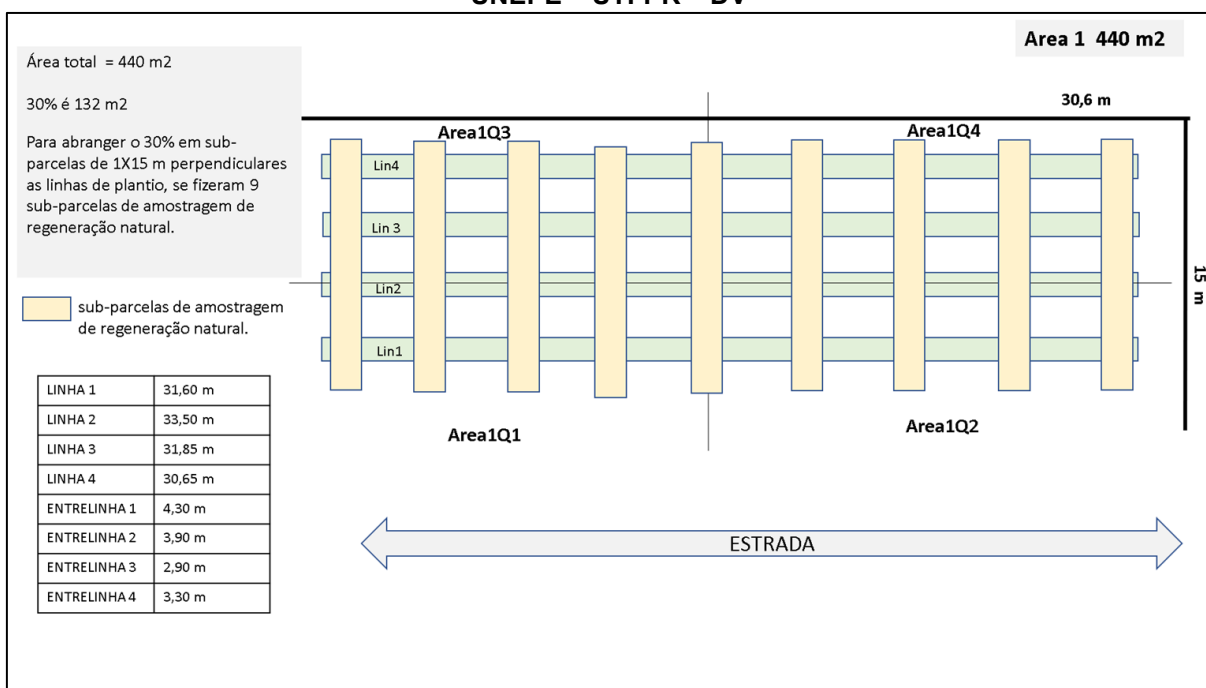 Area 1 440 m2
Área total = 440 m2
30% é 132 m2
Para abranger o 30% em sub-
parcelas de 1X15 m perpendiculares
as linhas de plantio, se fizeram 9
sub-parcelas de amostragem de
regeneração natural.
sub-parcelas de amostragem
de regeneração natural.
30,6 m
Area1Q3
Area1Q4
Lin4
Lin 3
Lin2
Lin1
15 m
Area1Q1
Area1Q2
ESTRADA
LINHA 1 31,60 m
LINHA 2 33,50 m
LINHA 3 31,85 m
LINHA 4 30,65 m
ENTRELINHA 1 4,30 m
ENTRELINHA 2 3,90 m
ENTRELINHA 3 2,90 m
ENTRELINHA 4 3,30 m